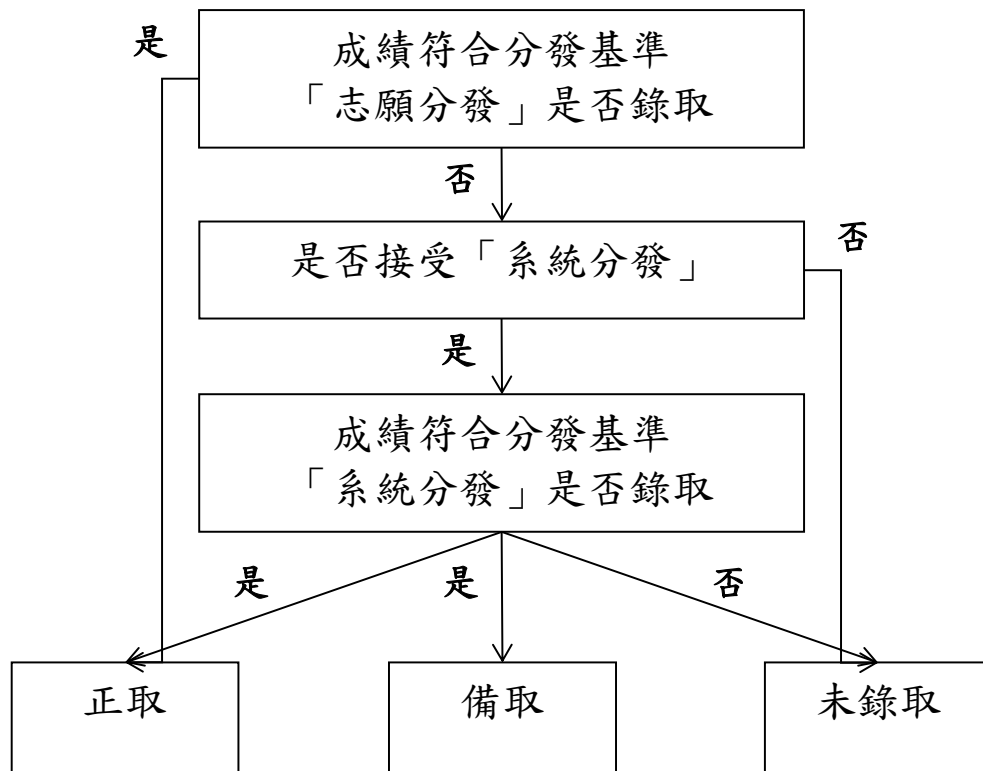 是
成績符合分發基準
「志願分發」是否錄取
否
是否接受「系統分發」
否
是
成績符合分發基準
「系統分發」是否錄取
是
是
否
正取
備取
未錄取